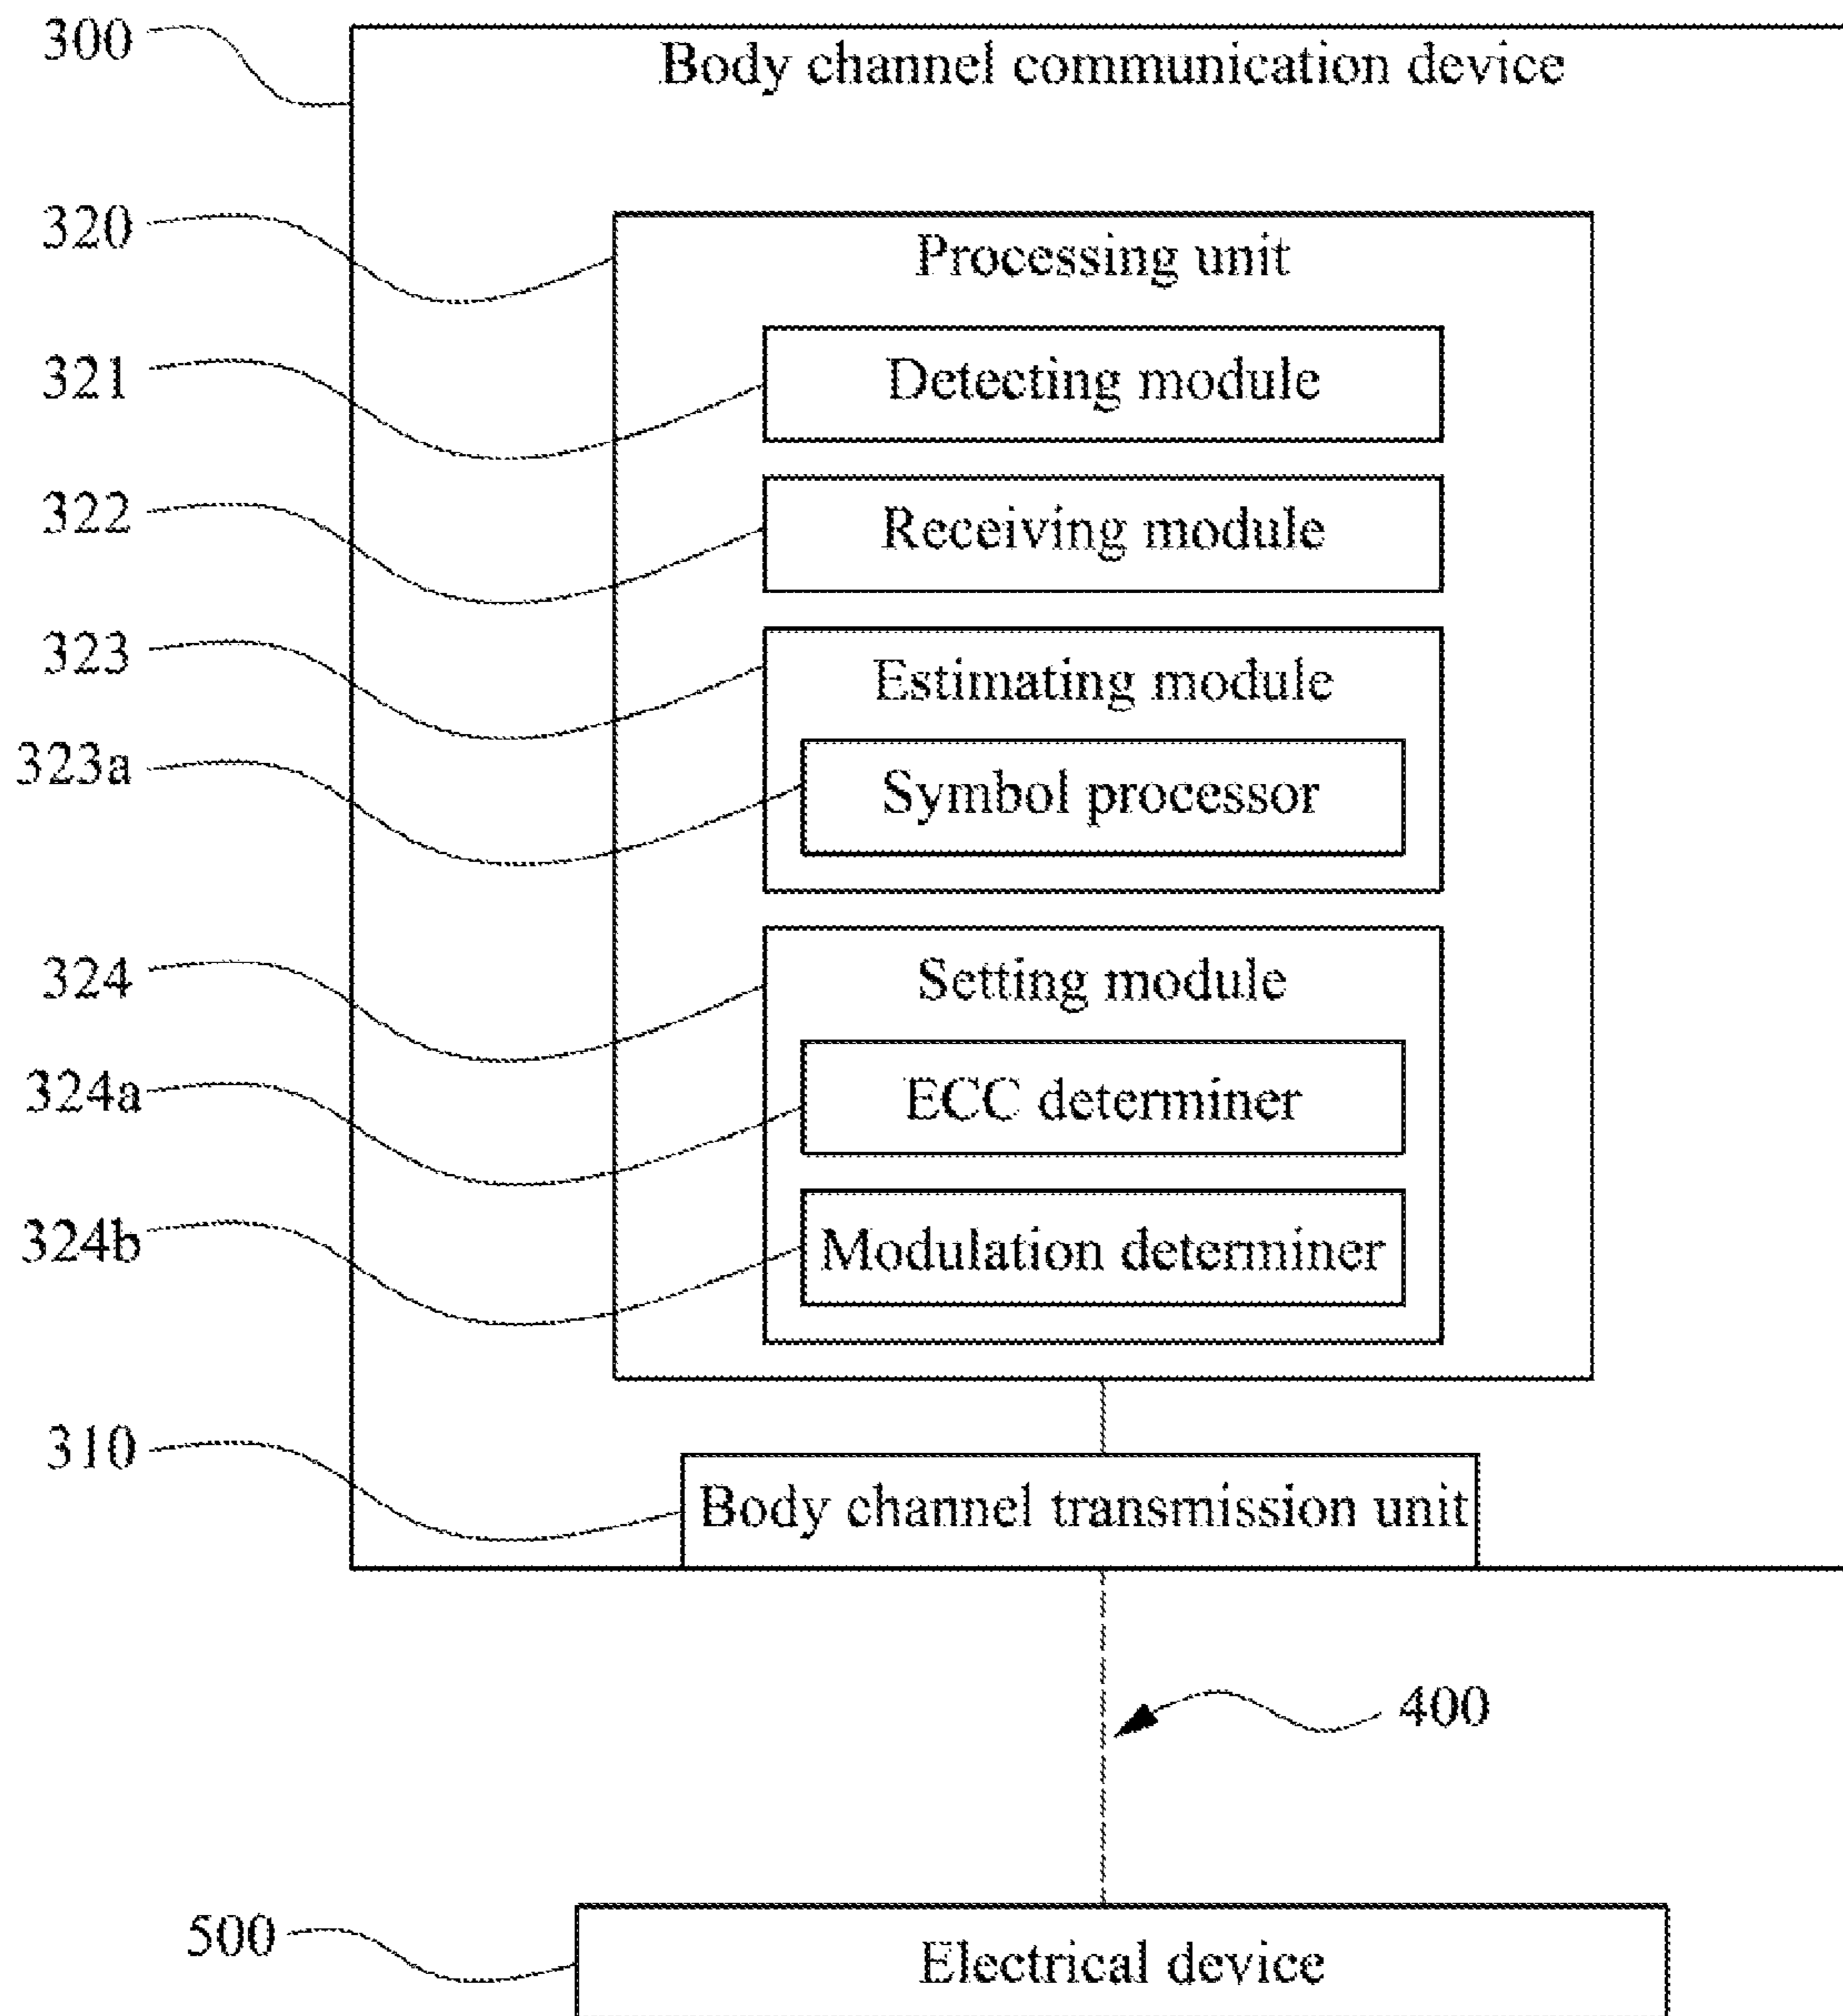 300
Body channel communication device
320
Processing unit
321
Detecting module
322
Receiving module
323
Estimating module
323a
Symbol processor
324
Setting module
324a
ECC determiner
324b
Modulation determiner
310
Body channel transmission unit
400
500
Electrical device